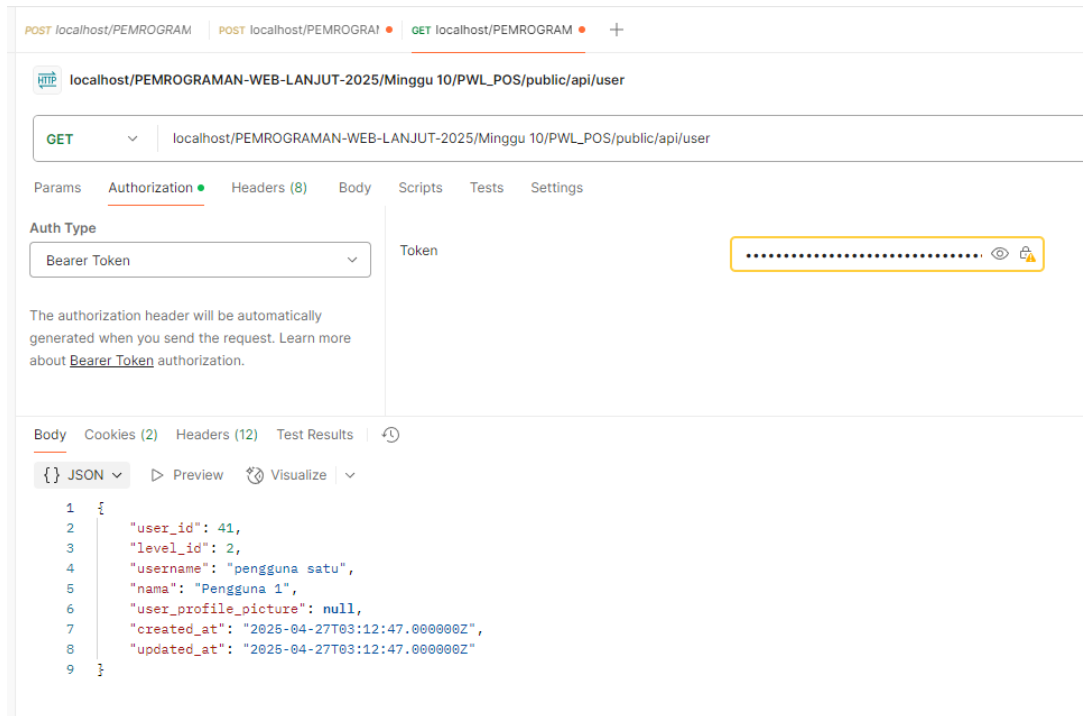 POST localhost/PEMROGRAM POST localhost/PEMROGRAI GET localhost/PEMROGRAM
HTTP localhost/PEMROGRAMAN-WEB-LANJUT-2025/Minggu 10/PWL_POS/public/api/user
GET localhost/PEMROGRAMAN-WEB-LANJUT-2025/Minggu 10/PWL_POS/public/api/user
Params Authorization Headers (8) Body Scripts Tests Settings
Auth Type
Bearer Token
Token
The authorization header will be automatically
generated when you send the request. Learn more
about Bearer Token authorization.
Body Cookies (2) Headers (12) Test Results
{} JSON Preview Visualize
1 {
2 "user_id": 41,
3 "level_id": 2,
4 "username": "pengguna satu",
5 "nama": "Pengguna 1",
6 "user_profile_picture": null,
7 "created_at": "2025-04-27T03:12:47.000000Z",
8 "updated_at": "2025-04-27T03:12:47.000000Z"
9 }